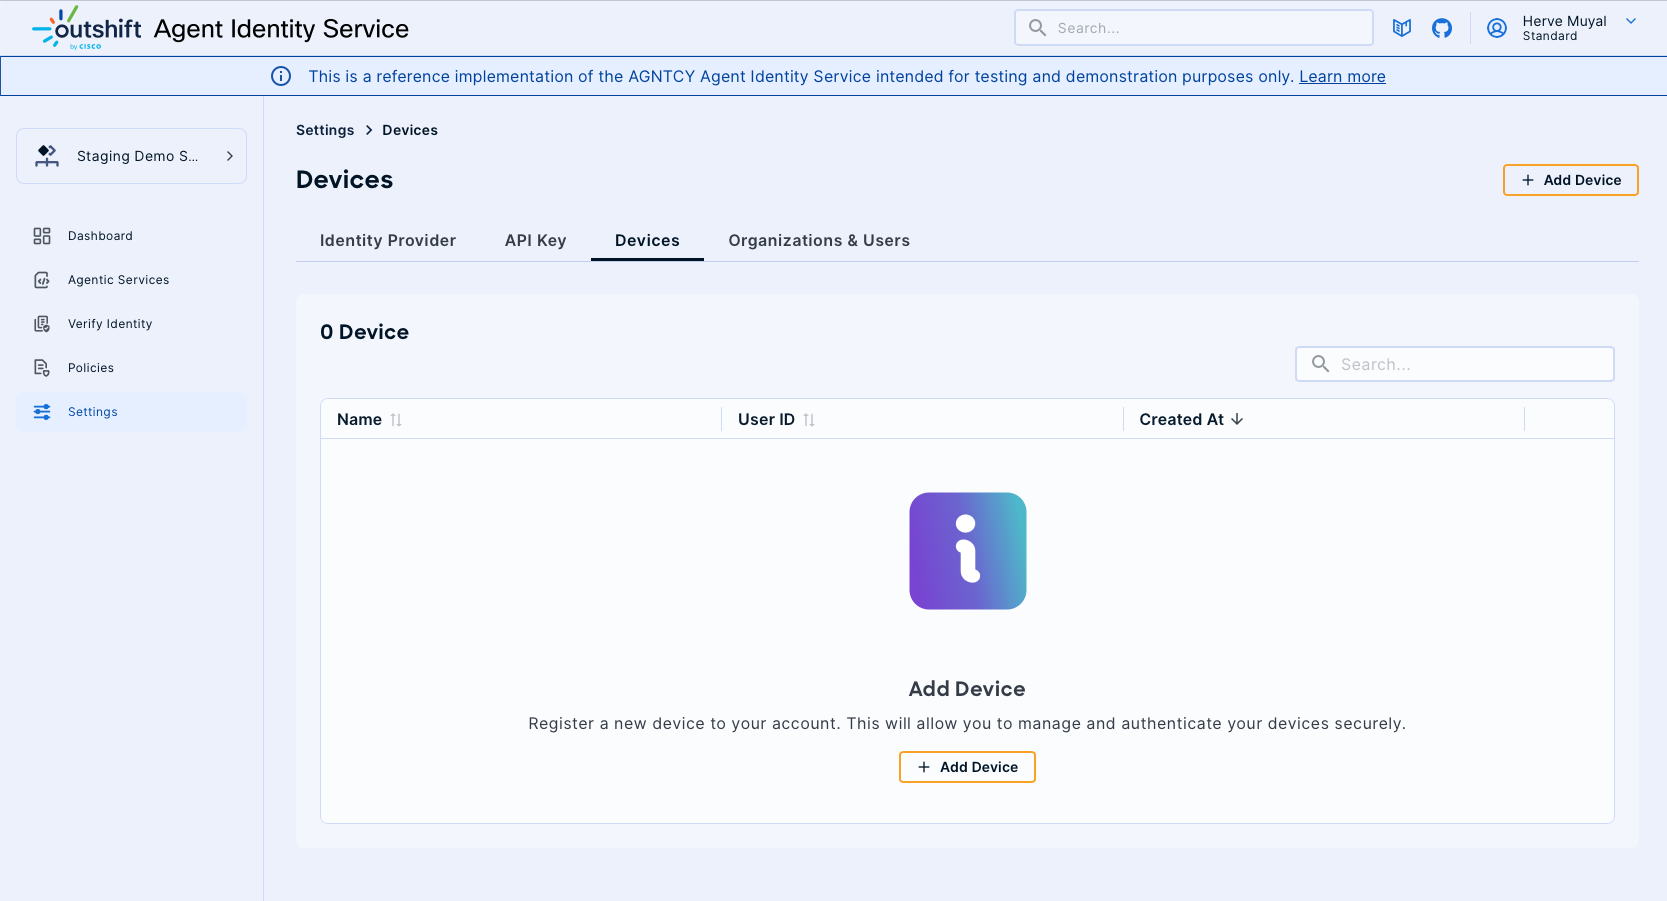 outshift
by CISCO
Agent Identity Service
Search...
Herve Muyal
Standard
This is a reference implementation of the AGNTCY Agent Identity Service intended for testing and demonstration purposes only. Learn more
Staging Demo S...
Dashboard
Agentic Services
Verify Identity
Policies
Settings
Settings > Devices
Devices
+ Add Device
Identity Provider
API Key
Devices
Organizations & Users
0 Device
Search...
Name
User ID
Created At
Add Device
Register a new device to your account. This will allow you to manage and authenticate your devices securely.
+ Add Device